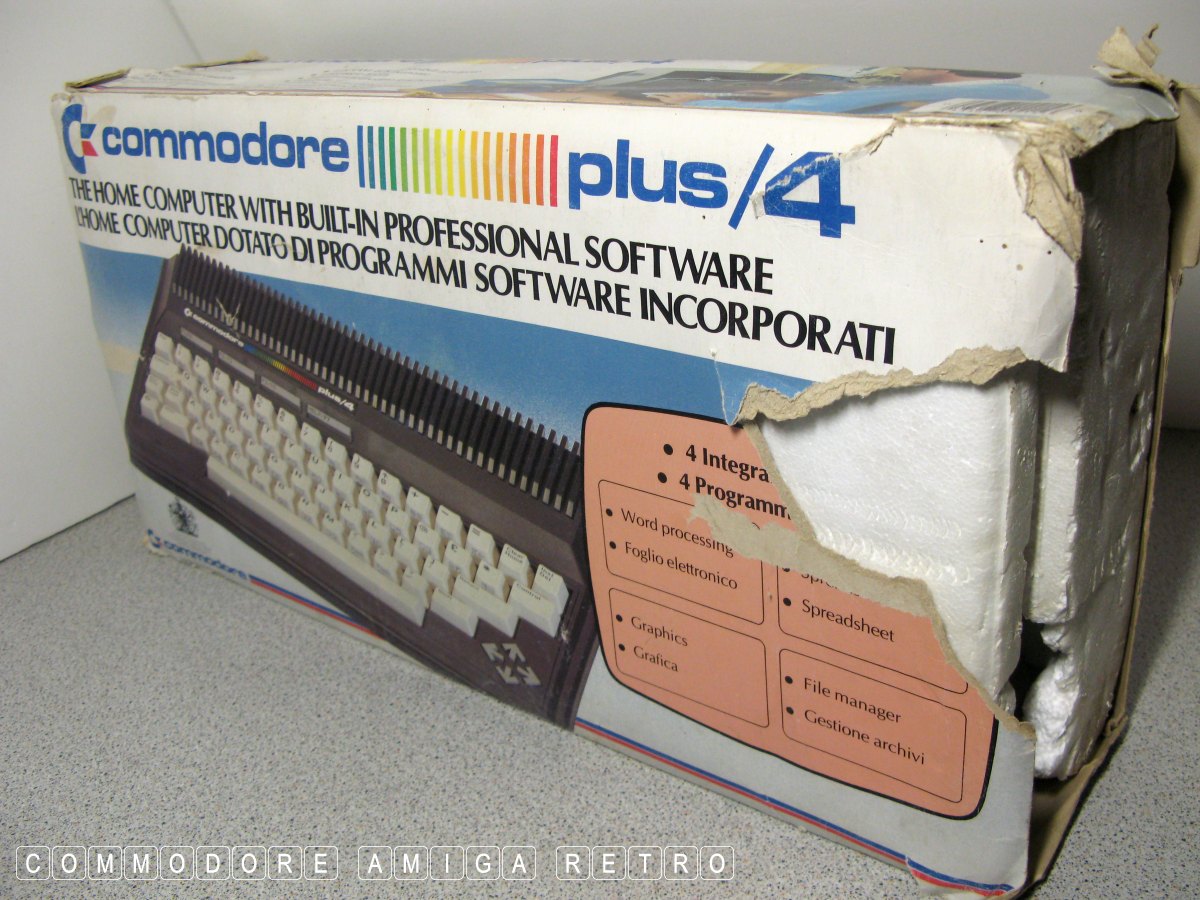 commodore plus/4
THE HOME COMPUTER WITH BUILT-IN PROFESSIONAL SOFTWARE
L'HOME COMPUTER DOTATO DI PROGRAMMI SOFTWARE INCORPORATI
commodore
plus/4
• 4 Integra
• 4 Programm
• Word processing
• Foglio elettronico
• Spreadsheet
• Graphics
• Grafica
• File manager
• Gestione archivi
commodore
COMMODORE AMIGA RETRO